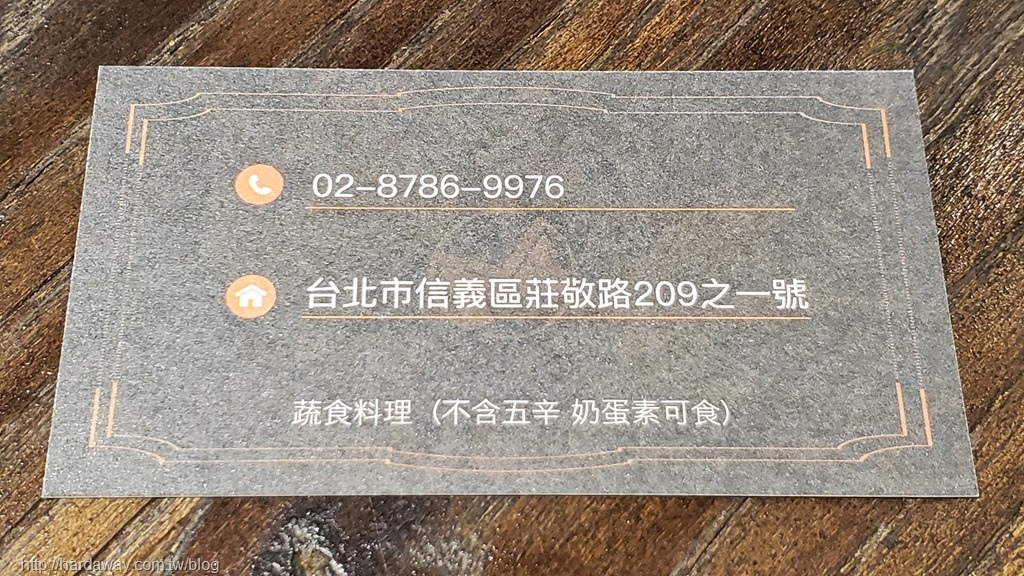 02-8786-9976
台北市信義區莊敬路209之一號
蔬食料理（不含五辛 奶蛋素可食）
http://hardaway.com.tw/blog